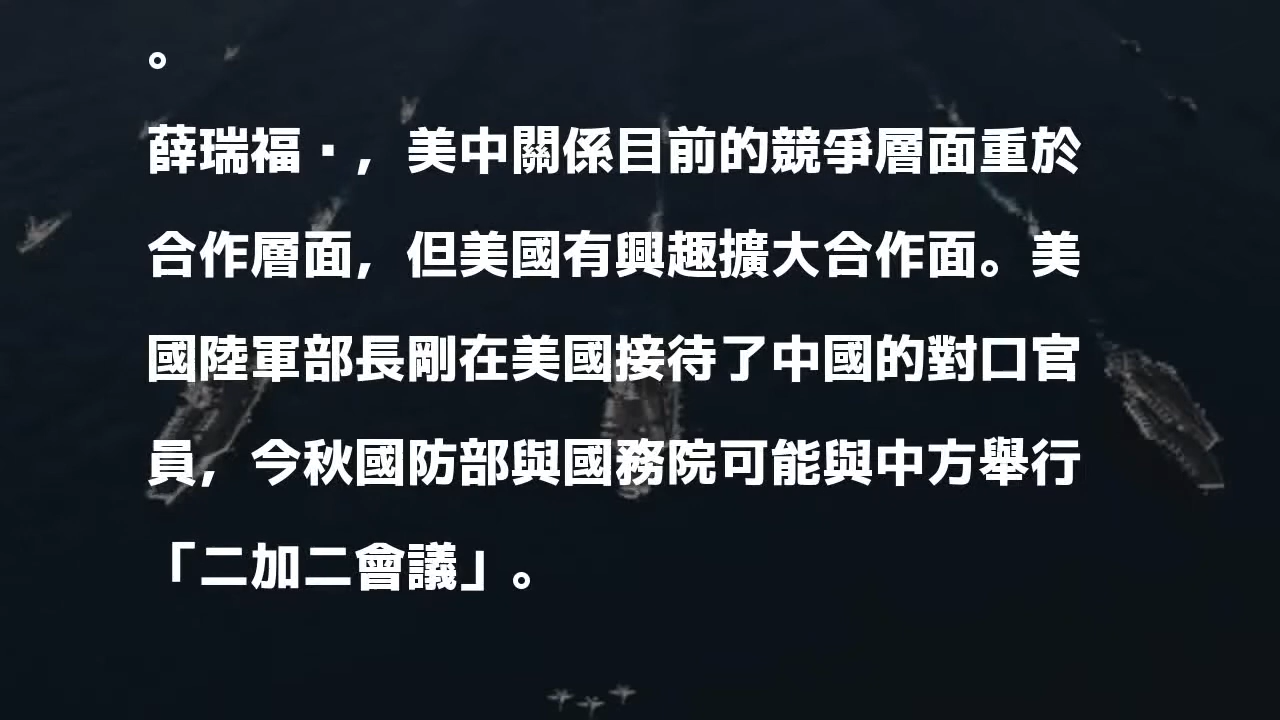 。
薛瑞福▪，美中關係目前的競爭層面重於
合作層面，但美國有興趣擴大合作面。美
國陸軍部長剛在美國接待了中國的對口官
員，今秋國防部與國務院可能與中方舉行
「二加二會議」。